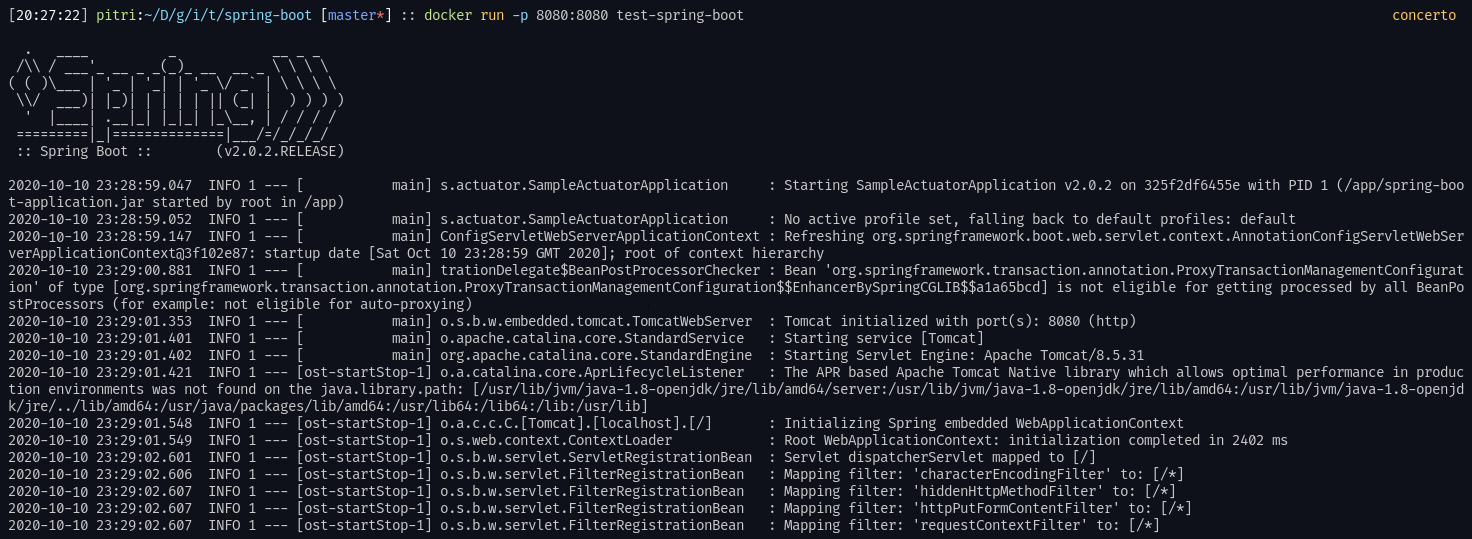 [20:27:22] pitri:~/D/g/i/t/spring-boot [master*] :: docker run -p 8080:8080 test-spring-boot concerto
  .   ____          _            __ _ _
 /\\ / ___'_ __ _ _(_)_ __  __ _ \ \ \ \
( ( )\___ | '_ | '_| | '_ \/ _` | \ \ \ \
 \\/  ___)| |_)| | | | | || (_| |  ) ) ) )
  '  |____| .__|_| |_|_| |_\__, | / / / /
 =========|_|==============|___/=/_/_/_/
 :: Spring Boot ::        (v2.0.2.RELEASE)
2020-10-10 23:28:59.047  INFO 1 --- [           main] s.actuator.SampleActuatorApplication     : Starting SampleActuatorApplication v2.0.2 on 325f2df6455e with PID 1 (/app/spring-boo
t-application.jar started by root in /app)
2020-10-10 23:28:59.052  INFO 1 --- [           main] s.actuator.SampleActuatorApplication     : No active profile set, falling back to default profiles: default
2020-10-10 23:28:59.147  INFO 1 --- [           main] ConfigServletWebServerApplicationContext : Refreshing org.springframework.boot.web.servlet.context.AnnotationConfigServletWebSer
verApplicationContext@3f102e87: startup date [Sat Oct 10 23:28:59 GMT 2020]; root of context hierarchy
2020-10-10 23:29:00.881  INFO 1 --- [           main] trationDelegate$BeanPostProcessorChecker : Bean 'org.springframework.transaction.annotation.ProxyTransactionManagementConfigurat
ion' of type [org.springframework.transaction.annotation.ProxyTransactionManagementConfiguration$$EnhancerBySpringCGLIB$$a1a65bcd] is not eligible for getting processed by all BeanPo
stProcessors (for example: not eligible for auto-proxying)
2020-10-10 23:29:01.353  INFO 1 --- [           main] o.s.b.w.embedded.tomcat.TomcatWebServer  : Tomcat initialized with port(s): 8080 (http)
2020-10-10 23:29:01.401  INFO 1 --- [           main] o.apache.catalina.core.StandardService   : Starting service [Tomcat]
2020-10-10 23:29:01.402  INFO 1 --- [           main] org.apache.catalina.core.StandardEngine  : Starting Servlet Engine: Apache Tomcat/8.5.31
2020-10-10 23:29:01.421  INFO 1 --- [ost-startStop-1] o.a.catalina.core.AprLifecycleListener   : The APR based Apache Tomcat Native library which allows optimal performance in produc
tion environments was not found on the java.library.path: [/usr/lib/jvm/java-1.8-openjdk/jre/lib/amd64/server:/usr/lib/jvm/java-1.8-openjdk/jre/lib/amd64:/usr/lib/jvm/java-1.8-openjd
k/jre/../lib/amd64:/usr/java/packages/lib/amd64:/usr/lib64:/lib64:/lib:/usr/lib]
2020-10-10 23:29:01.548  INFO 1 --- [ost-startStop-1] o.a.c.c.C.[Tomcat].[localhost].[/]       : Initializing Spring embedded WebApplicationContext
2020-10-10 23:29:01.549  INFO 1 --- [ost-startStop-1] o.s.web.context.ContextLoader            : Root WebApplicationContext: initialization completed in 2402 ms
2020-10-10 23:29:02.601  INFO 1 --- [ost-startStop-1] o.s.b.w.servlet.ServletRegistrationBean  : Servlet dispatcherServlet mapped to [/]
2020-10-10 23:29:02.606  INFO 1 --- [ost-startStop-1] o.s.b.w.servlet.FilterRegistrationBean   : Mapping filter: 'characterEncodingFilter' to: [/*]
2020-10-10 23:29:02.607  INFO 1 --- [ost-startStop-1] o.s.b.w.servlet.FilterRegistrationBean   : Mapping filter: 'hiddenHttpMethodFilter' to: [/*]
2020-10-10 23:29:02.607  INFO 1 --- [ost-startStop-1] o.s.b.w.servlet.FilterRegistrationBean   : Mapping filter: 'httpPutFormContentFilter' to: [/*]
2020-10-10 23:29:02.607  INFO 1 --- [ost-startStop-1] o.s.b.w.servlet.FilterRegistrationBean   : Mapping filter: 'requestContextFilter' to: [/*]